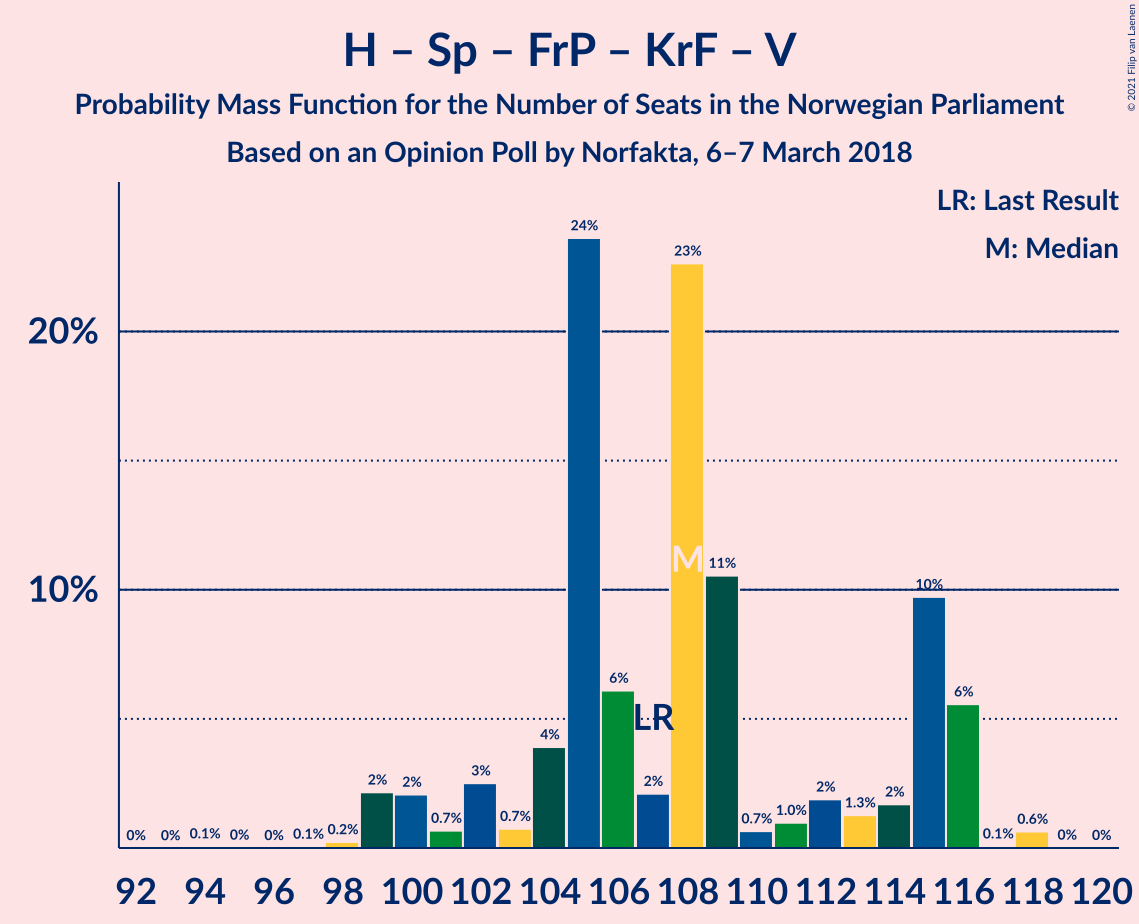 H – Sp – FrP – KrF – V
Probability Mass Function for the Number of Seats in the Norwegian Parliament
Based on an Opinion Poll by Norfakta, 6–7 March 2018
© 2021 Filip van Laenen
LR: Last Result
M: Median
20%
10%
0% 0% 0.1% 0% 0% 0.1% 0.2% 2% 2% 0.7% 3% 0.7% 4% 24% 6% 2% 23% 11% 0.7% 1.0% 2% 1.3% 2% 10% 6% 0.1% 0.6% 0% 0%
M
LR
92 94 96 98 100 102 104 106 108 110 112 114 116 118 120